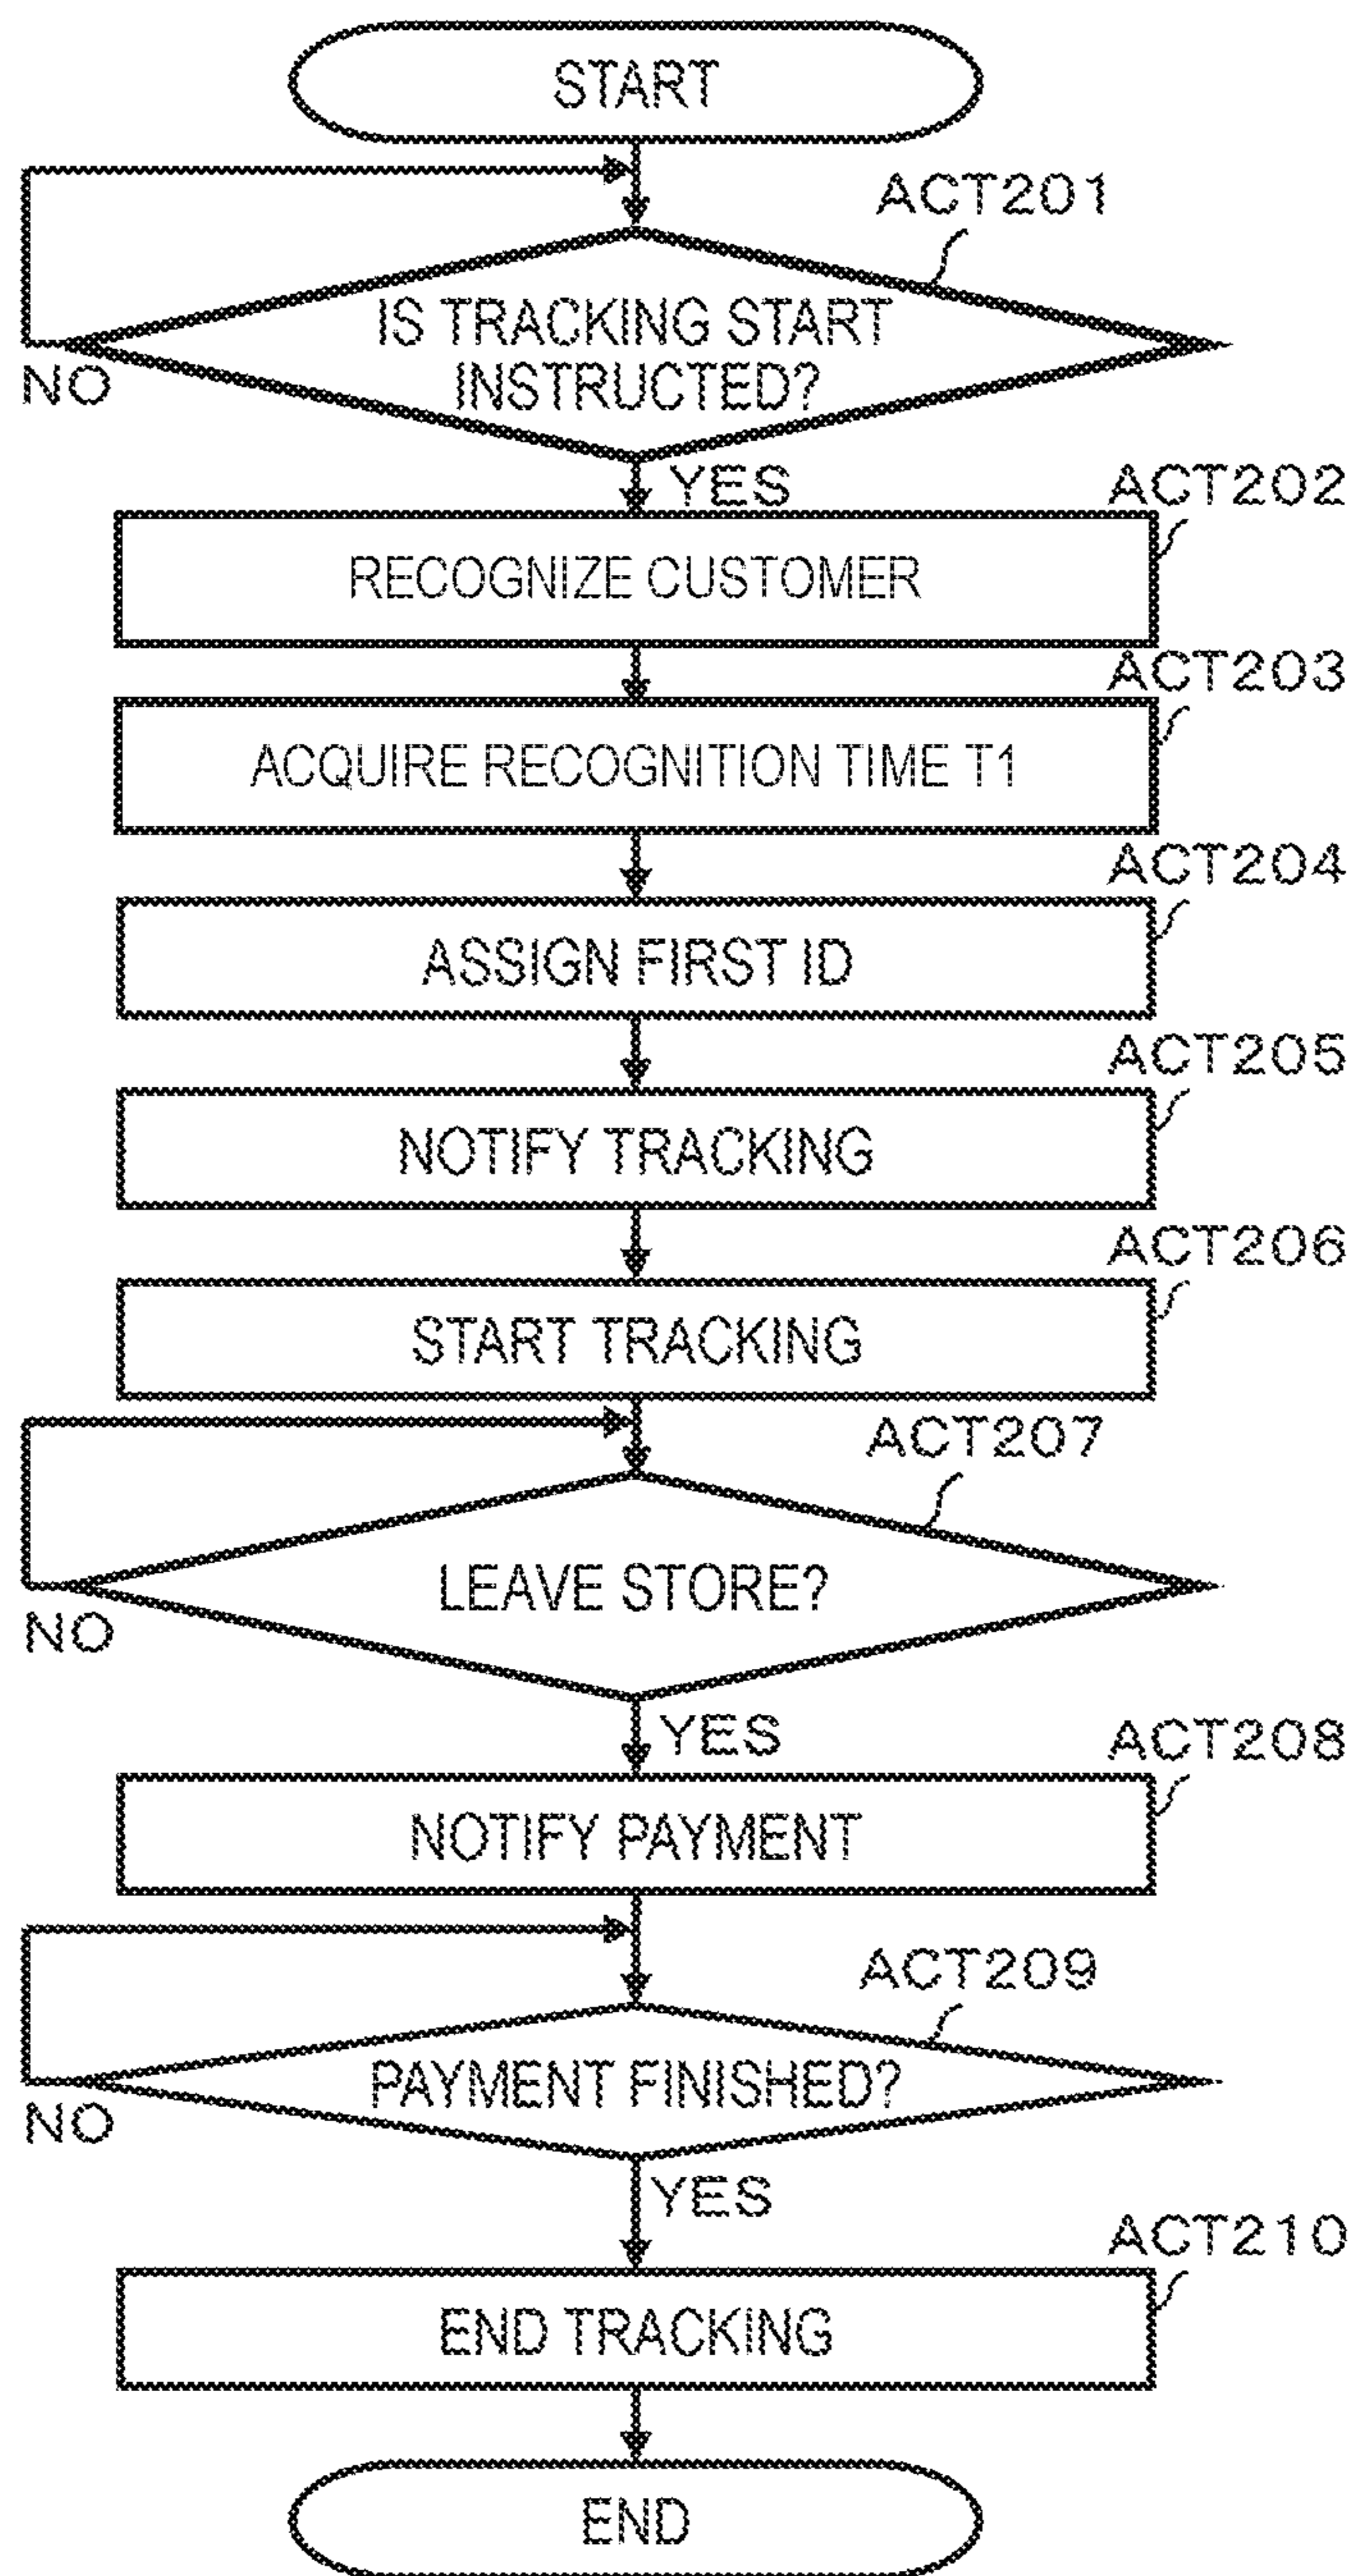 START
ACT201
IS TRACKING START
INSTRUCTED?
NO
YES
ACT202
RECOGNIZE CUSTOMER
ACT203
ACQUIRE RECOGNITION TIME T1
ACT204
ASSIGN FIRST ID
ACT205
NOTIFY TRACKING
ACT206
START TRACKING
ACT207
LEAVE STORE?
NO
YES
ACT208
NOTIFY PAYMENT
ACT209
PAYMENT FINISHED?
NO
YES
ACT210
END TRACKING
END